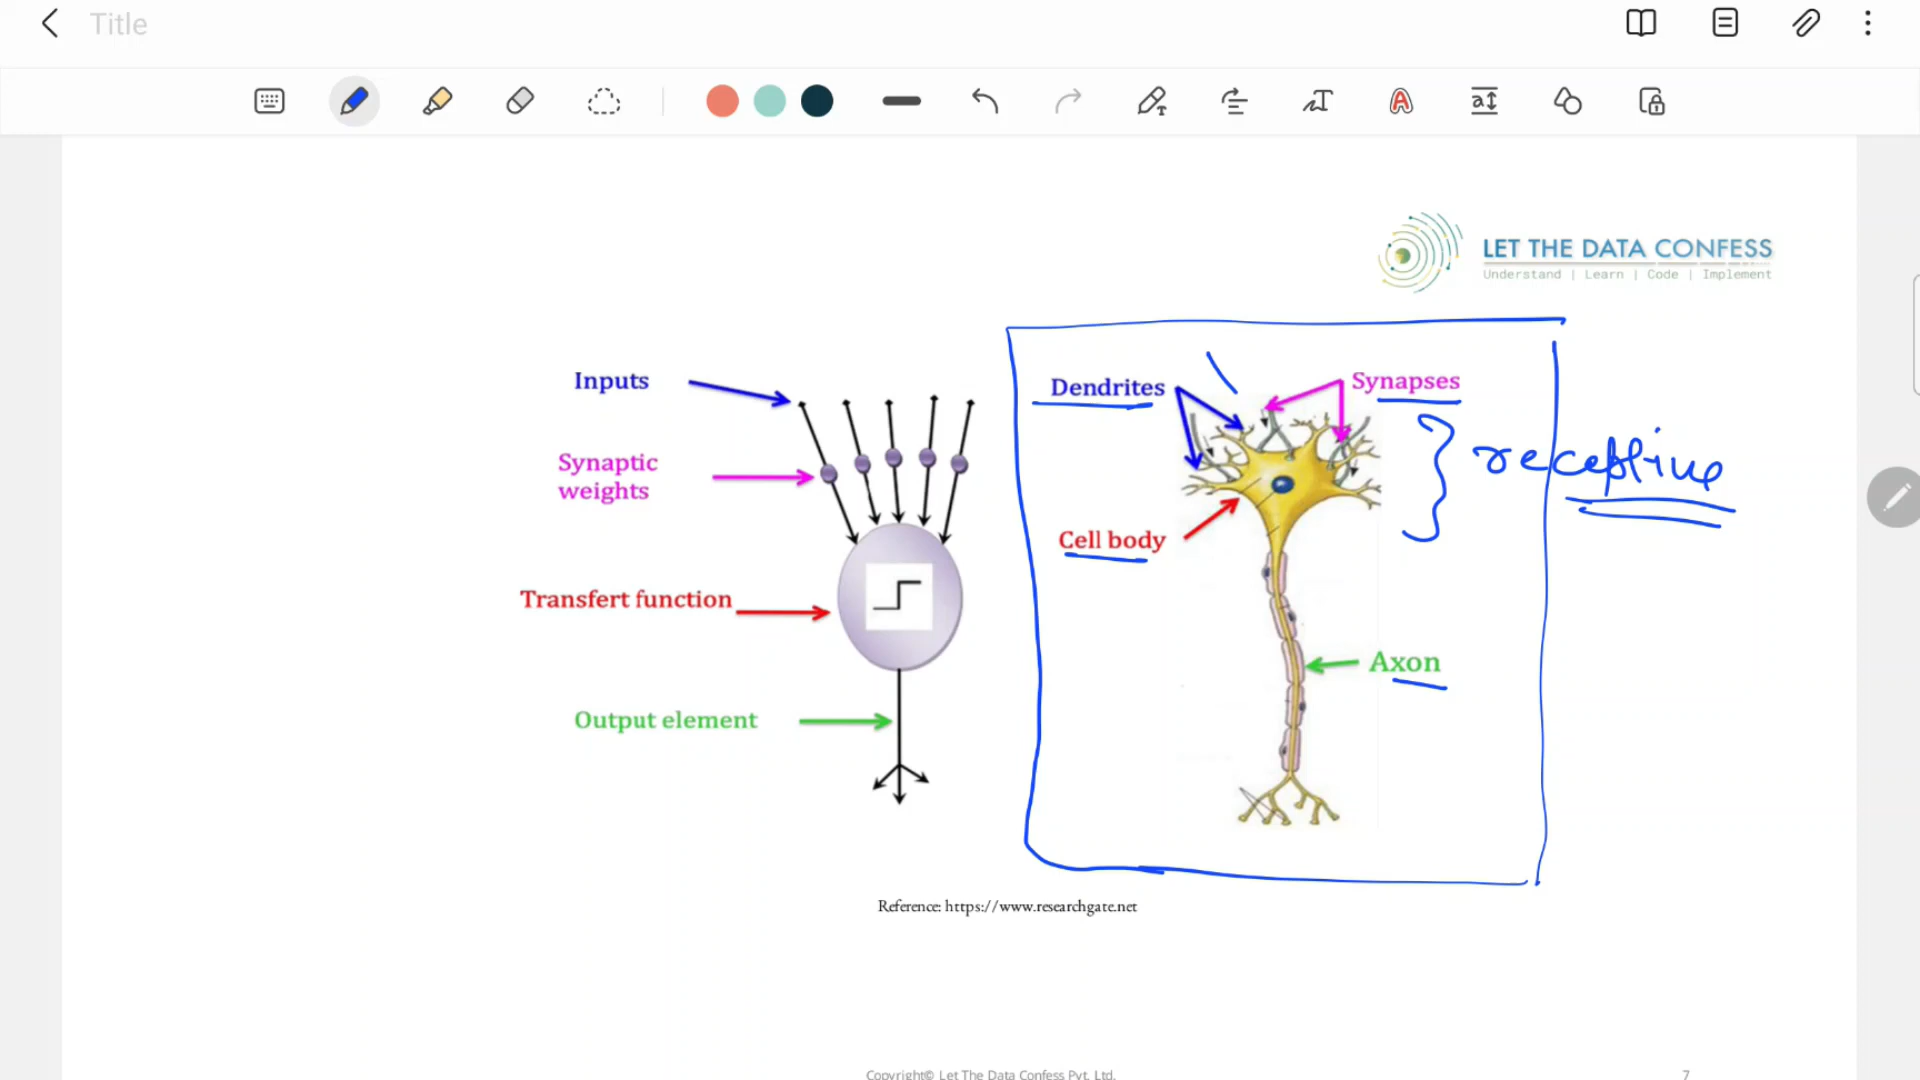 Title
LET THE DATA CONFESS
Understand | Learn | Code | Implement
Inputs
Synaptic
weights
Transfert function
Output element
Dendrites
Synapses
receptive
Cell body
Axon
Reference: https://www.researchgate.net
Copyright© Let The Data Confess Pvt. Ltd.
7